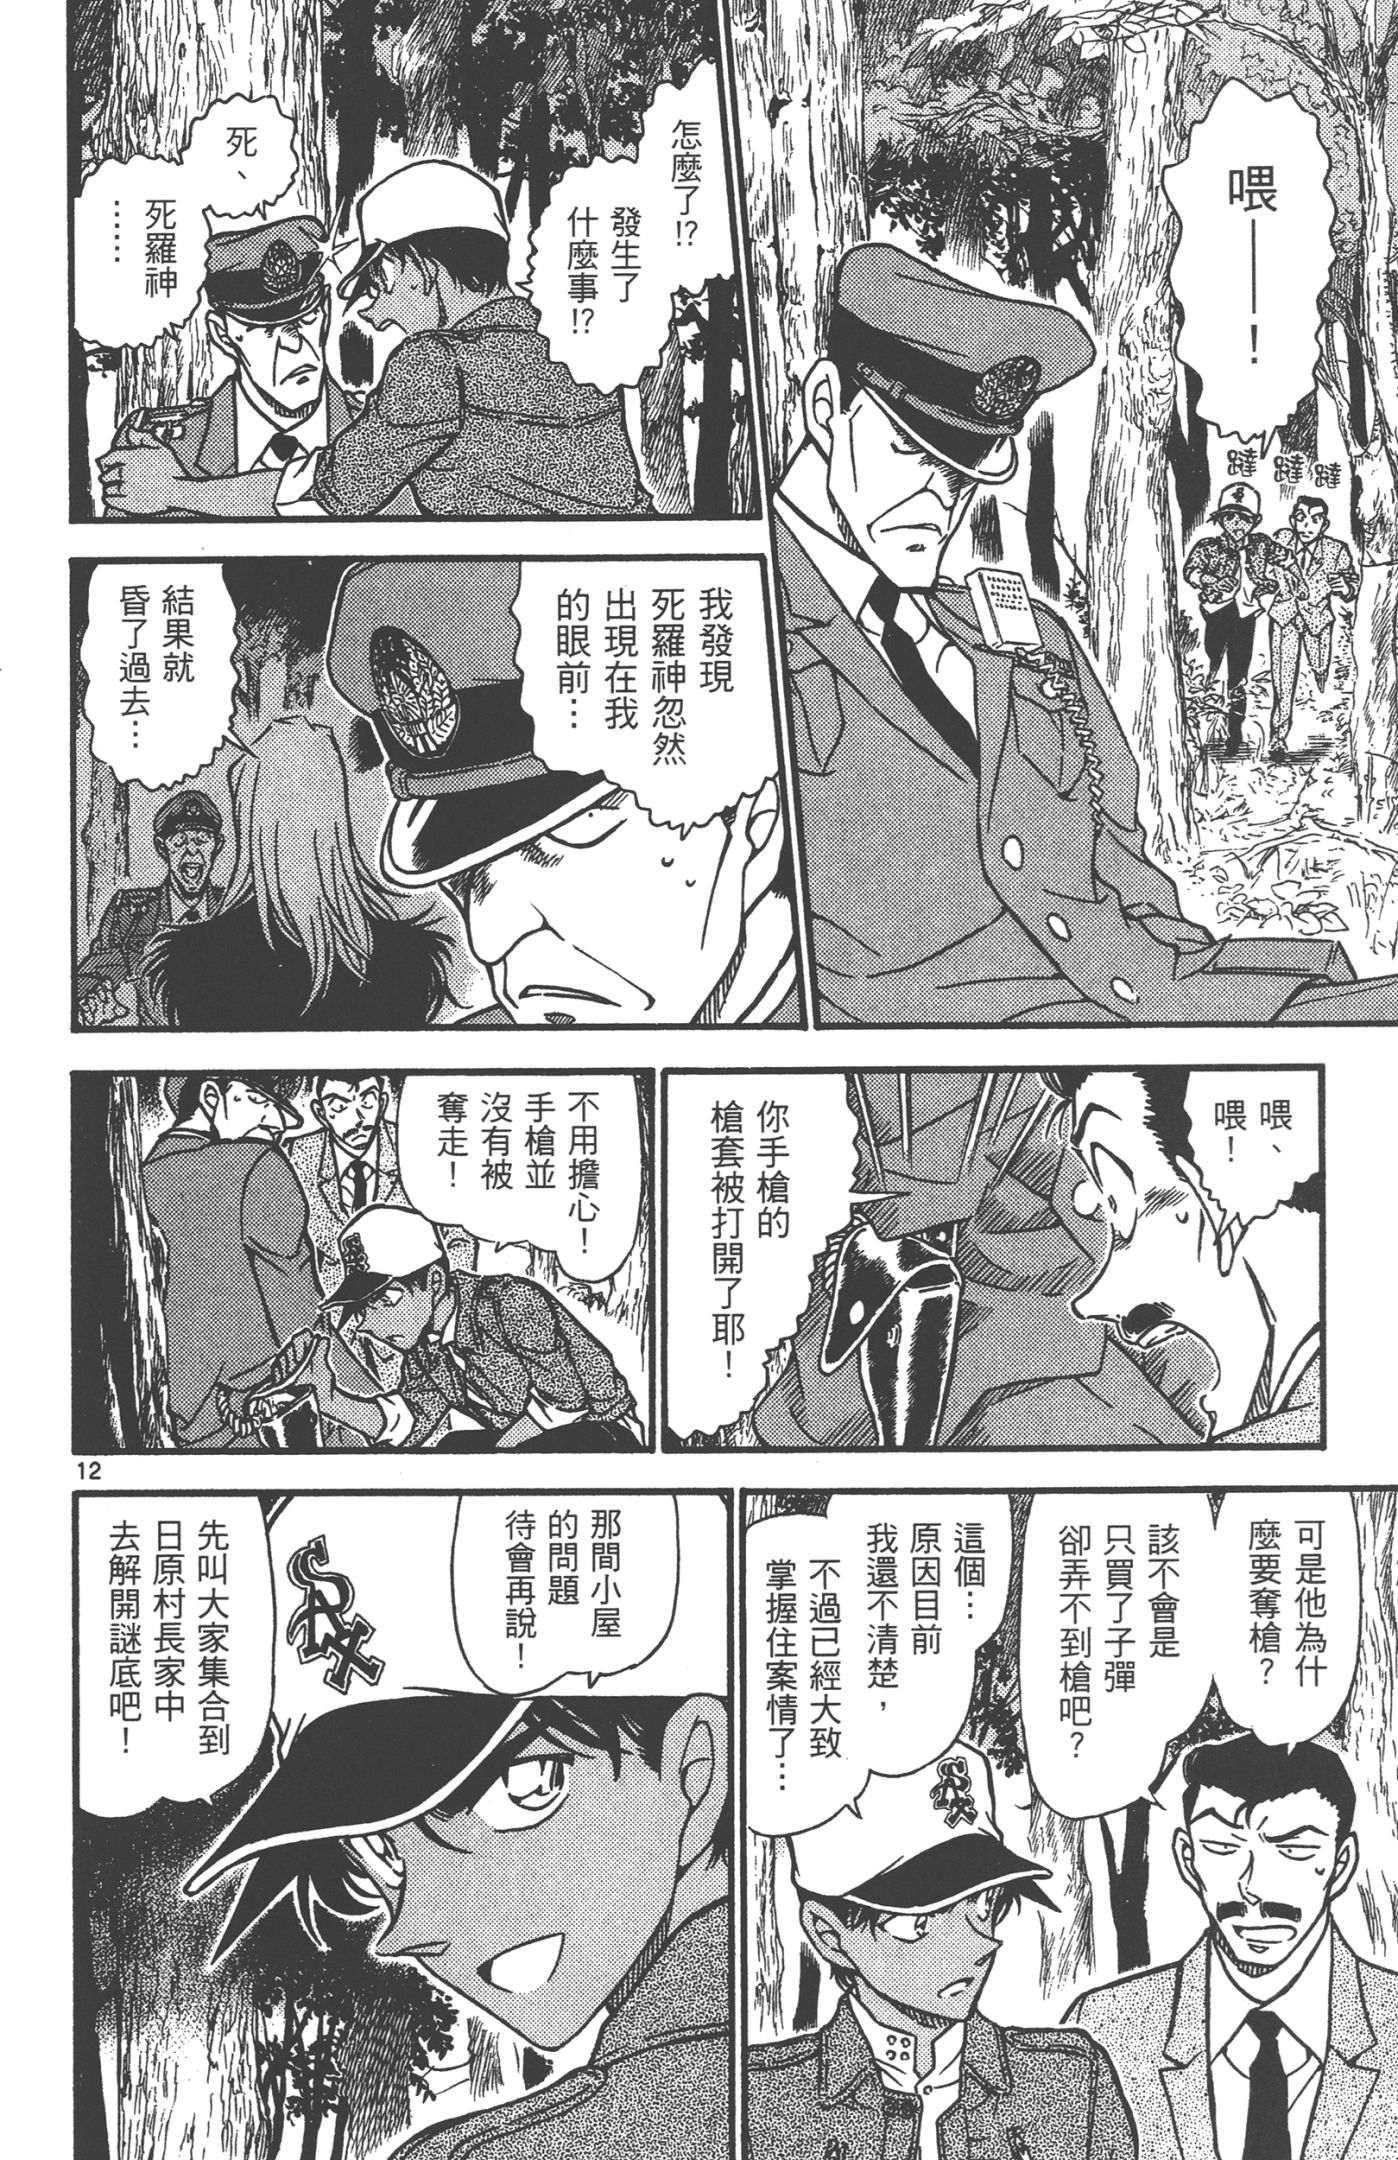 喂──！
躂
躂
躂
怎麼了!?
發生了
什麼事!?
死、
死羅神
……
我發現
死羅神忽然
出現在我
的眼前…
結果就
昏了過去…
喂、
喂！
你手槍的
槍套被打開了耶！
不用擔心！
手槍並
沒有被
奪走！
可是他為什
麼要奪槍？
該不會是
只買了子彈
卻弄不到槍吧？
這個…
原因目前
我還不清楚，
不過已經大致
掌握住案情了…
SAX
那間小屋
的問題
待會再說！
先叫大家集合到
日原村長家中
去解開謎底吧！
SAX
12